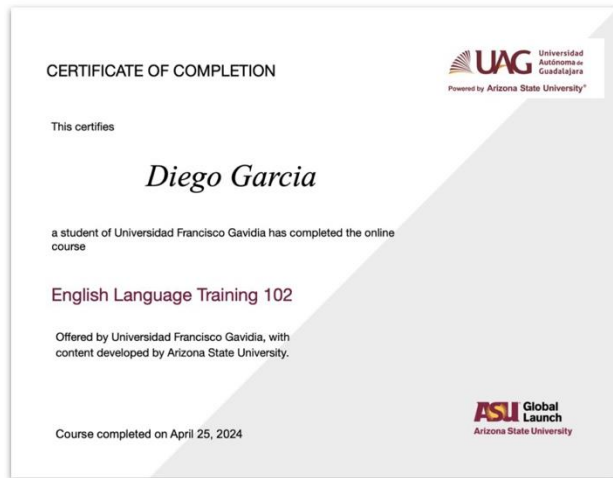 CERTIFICATE OF COMPLETION
UAG
Universidad
Autónoma de
Guadalajara
Powered by Arizona State University®
This certifies
Diego Garcia
a student of Universidad Francisco Gavidia has completed the online
course
English Language Training 102
Offered by Universidad Francisco Gavidia, with
content developed by Arizona State University.
ASU Global
Launch
Arizona State University
Course completed on April 25, 2024